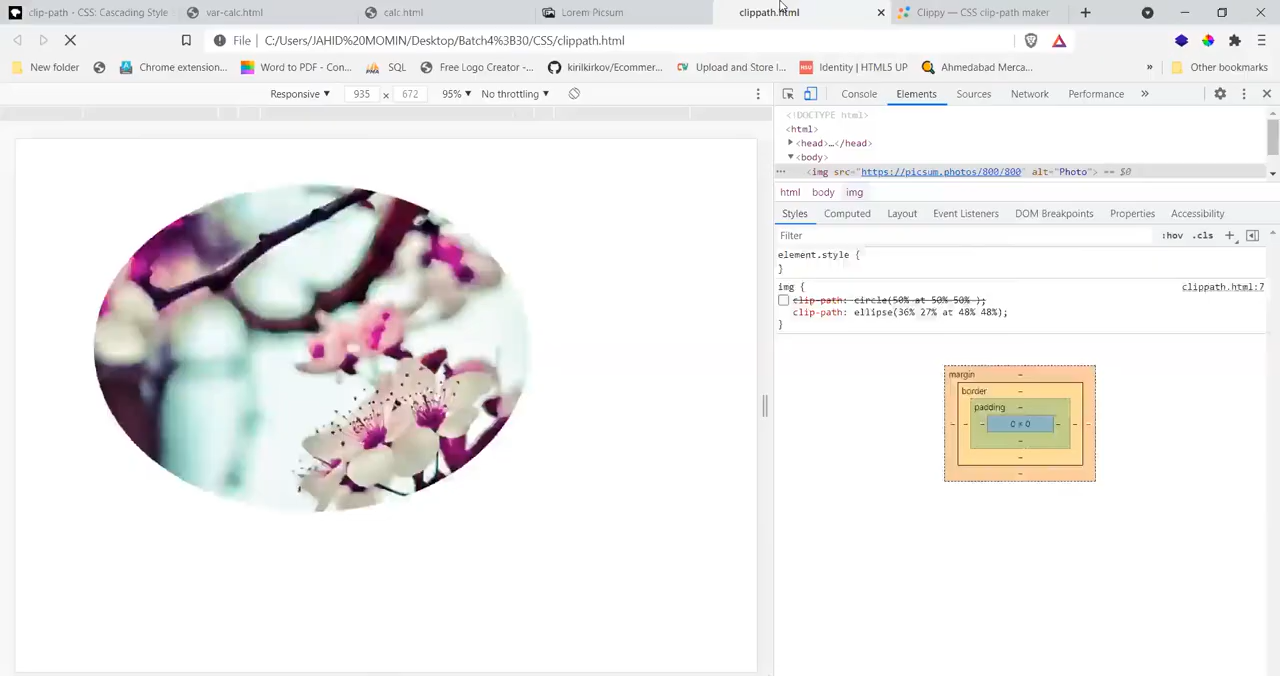 clip-path - CSS: Cascading Style
var-calc.html
calc.html
Lorem Picsum
clippath.html
Clippy — CSS clip-path maker
File
C:/Users/JAHID%20MOMIN/Desktop/Batch4%3B30/CSS/clippath.html
New folder
Chrome extension...
Word to PDF - Con...
SQL
Free Logo Creator -...
kirilkirkov/Ecommer...
Upload and Store I...
Identity | HTML5 UP
Ahmedabad Merca...
»
Other bookmarks
Responsive ▼ 935 × 672 95% ▼ No throttling ▼
Console Elements Sources Network Performance »
<!DOCTYPE html>
<html>
<head>…</head>
<body>
<img src="https://picsum.photos/800/800" alt="Photo"> == $0
html body img
Styles Computed Layout Event Listeners DOM Breakpoints Properties Accessibility
Filter
:hov .cls +
element.style {
}
img {
clippath.html:7
clip-path: circle(50% at 50% 50% );
clip-path: ellipse(36% 27% at 48% 48%);
}
margin –
border –
padding –
– – – 0 × 0 – – –
–
–
–